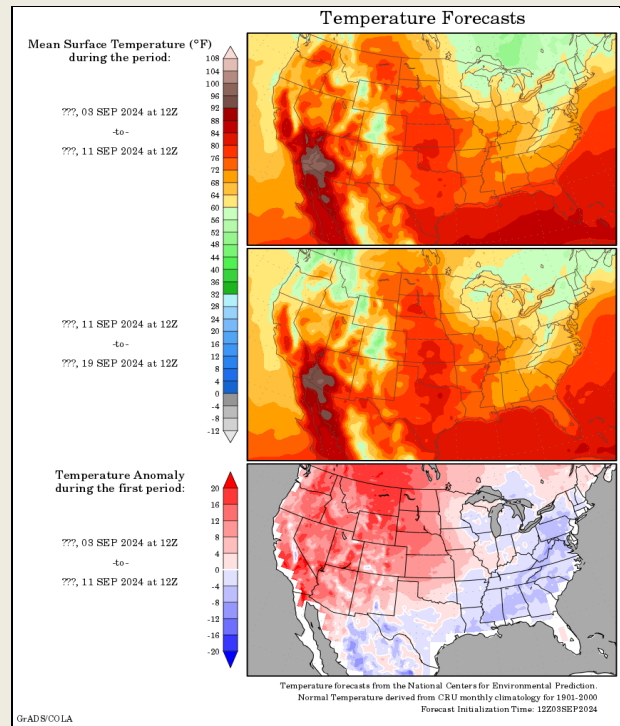 Temperature Forecasts
Mean Surface Temperature (°F)
during the period:
108
104
100
96
92
88
84
80
76
72
68
64
60
56
52
48
44
40
36
32
28
24
20
16
12
8
4
0
-4
-8
-12
???, 03 SEP 2024 at 12Z
-to-
???, 11 SEP 2024 at 12Z
???, 11 SEP 2024 at 12Z
-to-
???, 19 SEP 2024 at 12Z
Temperature Anomaly
during the first period:
20
16
12
8
4
0
-4
-8
-12
-16
-20
???, 03 SEP 2024 at 12Z
-to-
???, 11 SEP 2024 at 12Z
Temperature forecasts from the National Centers for Environmental Prediction.
Normal Temperature derived from CRU monthly climatology for 1901-2000
Forecast Initialization Time: 12Z03SEP2024
GrADS/COLA